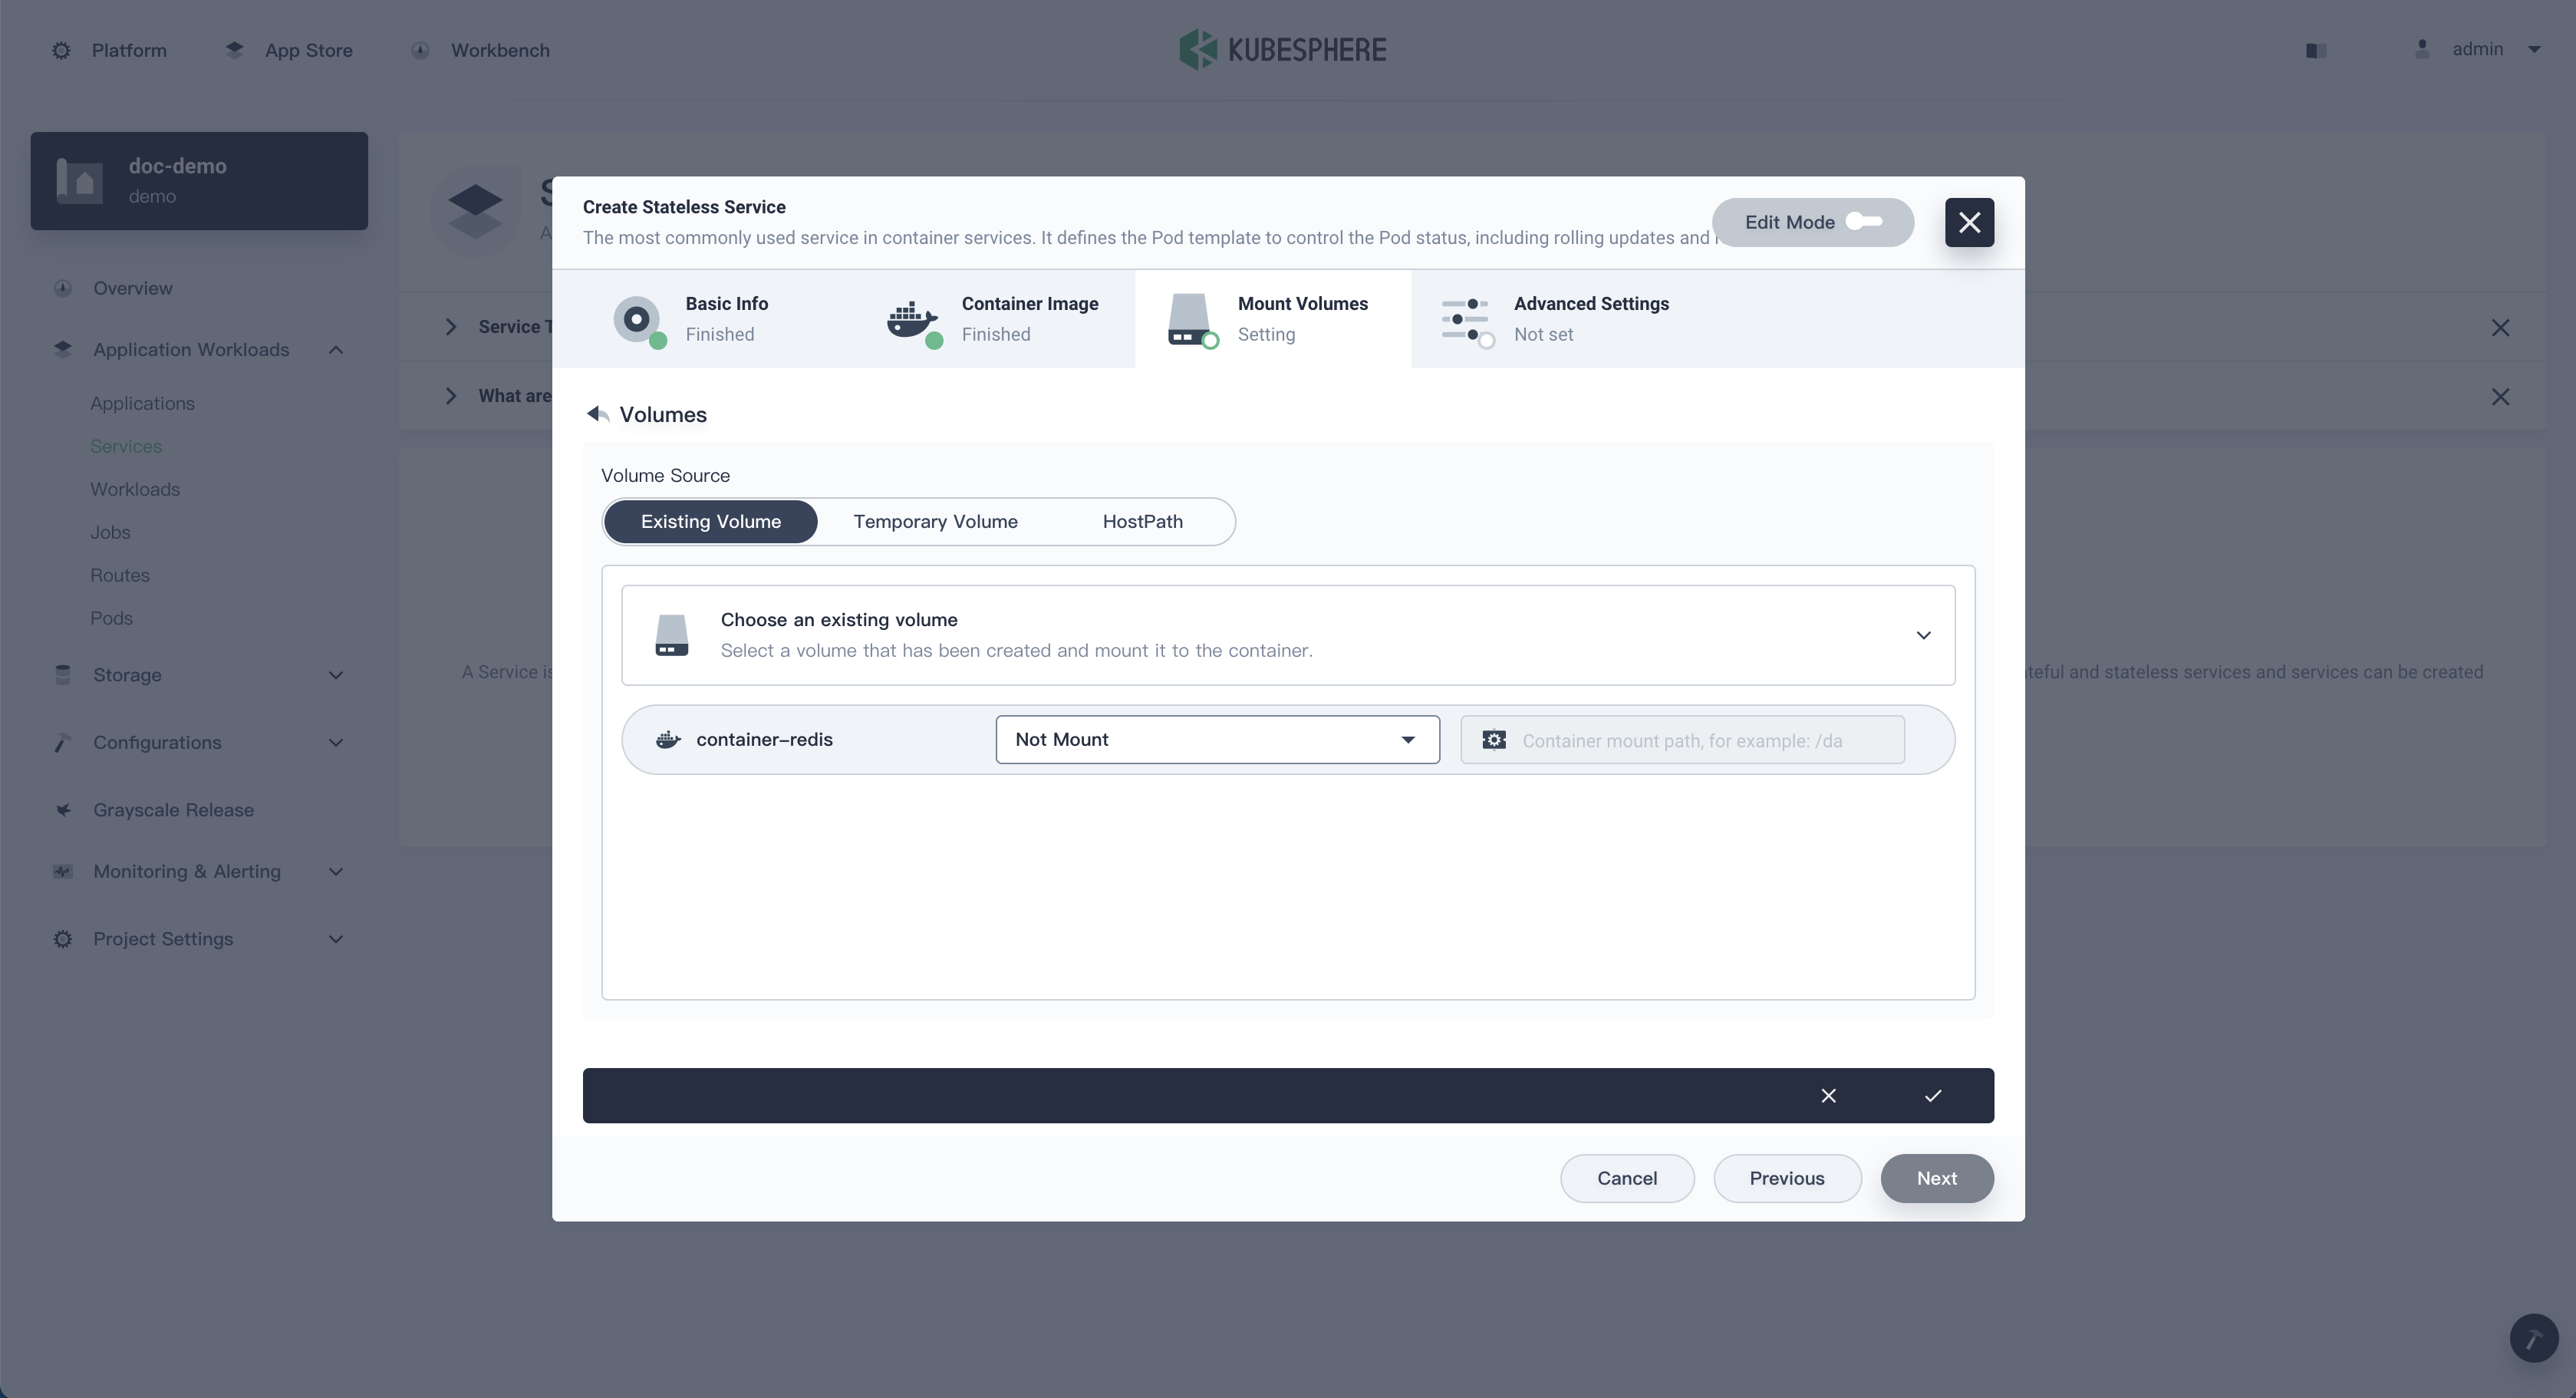 Platform
App Store
Workbench
KUBESPHERE
admin
doc-demo
demo
Overview
Application Workloads
Applications
Services
Workloads
Jobs
Routes
Pods
Storage
Configurations
Grayscale Release
Monitoring & Alerting
Project Settings
Service T
What are
A Service is
teful and stateless services and services can be created
Create Stateless Service
The most commonly used service in container services. It defines the Pod template to control the Pod status, including rolling updates and
Edit Mode
Basic Info
Finished
Container Image
Finished
Mount Volumes
Setting
Advanced Settings
Not set
Volumes
Volume Source
Existing Volume
Temporary Volume
HostPath
Choose an existing volume
Select a volume that has been created and mount it to the container.
container-redis
Not Mount
Container mount path, for example: /da
Cancel
Previous
Next